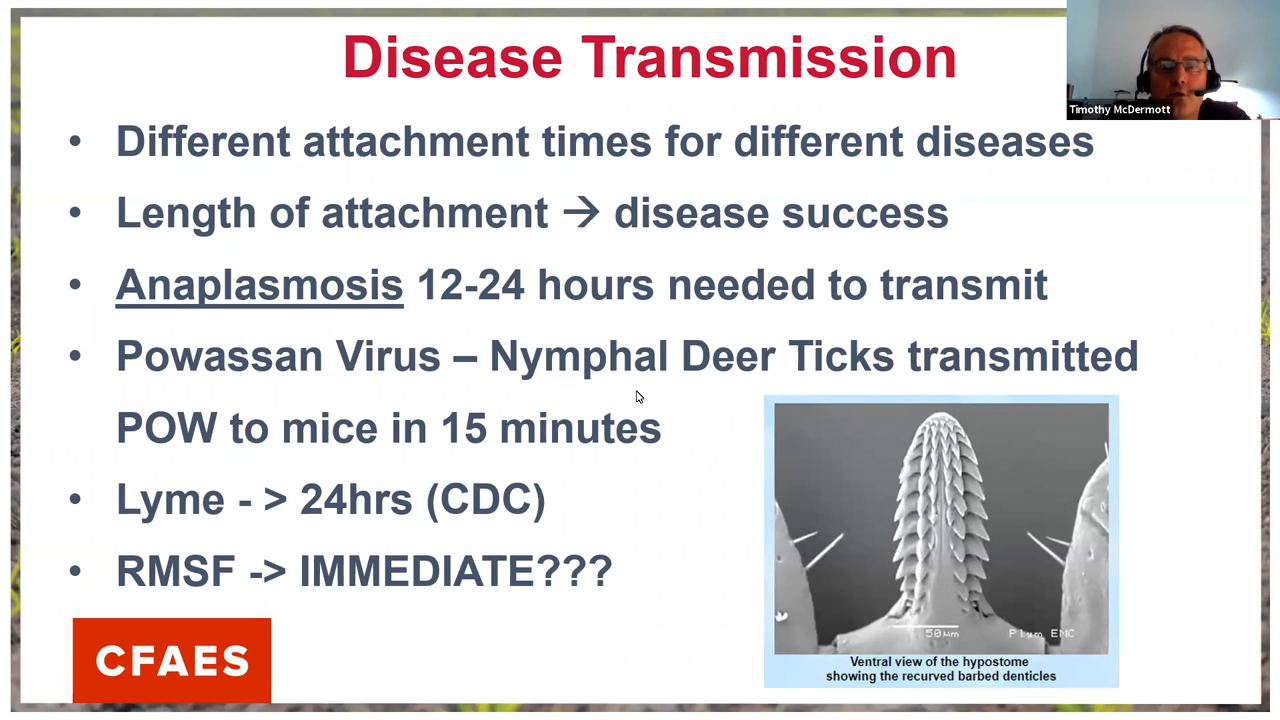 Disease Transmission
Timothy McDermott
• Different attachment times for different diseases
• Length of attachment → disease success
• Anaplasmosis 12-24 hours needed to transmit
• Powassan Virus – Nymphal Deer Ticks transmitted
POW to mice in 15 minutes
• Lyme - > 24hrs (CDC)
• RMSF -> IMMEDIATE???
50µm
Plym EMC
Ventral view of the hypostome
showing the recurved barbed denticles
CFAES